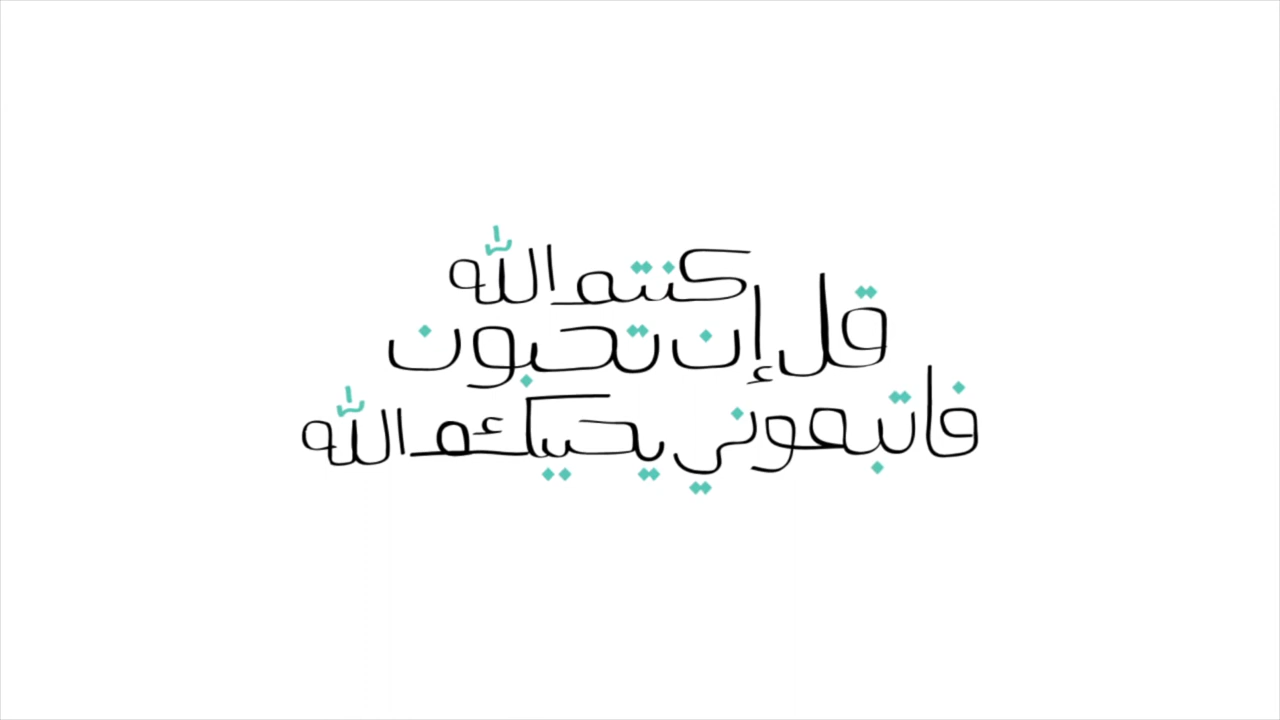 قل إن كنتم تحبون الله
فاتبعوني يحببكم الله